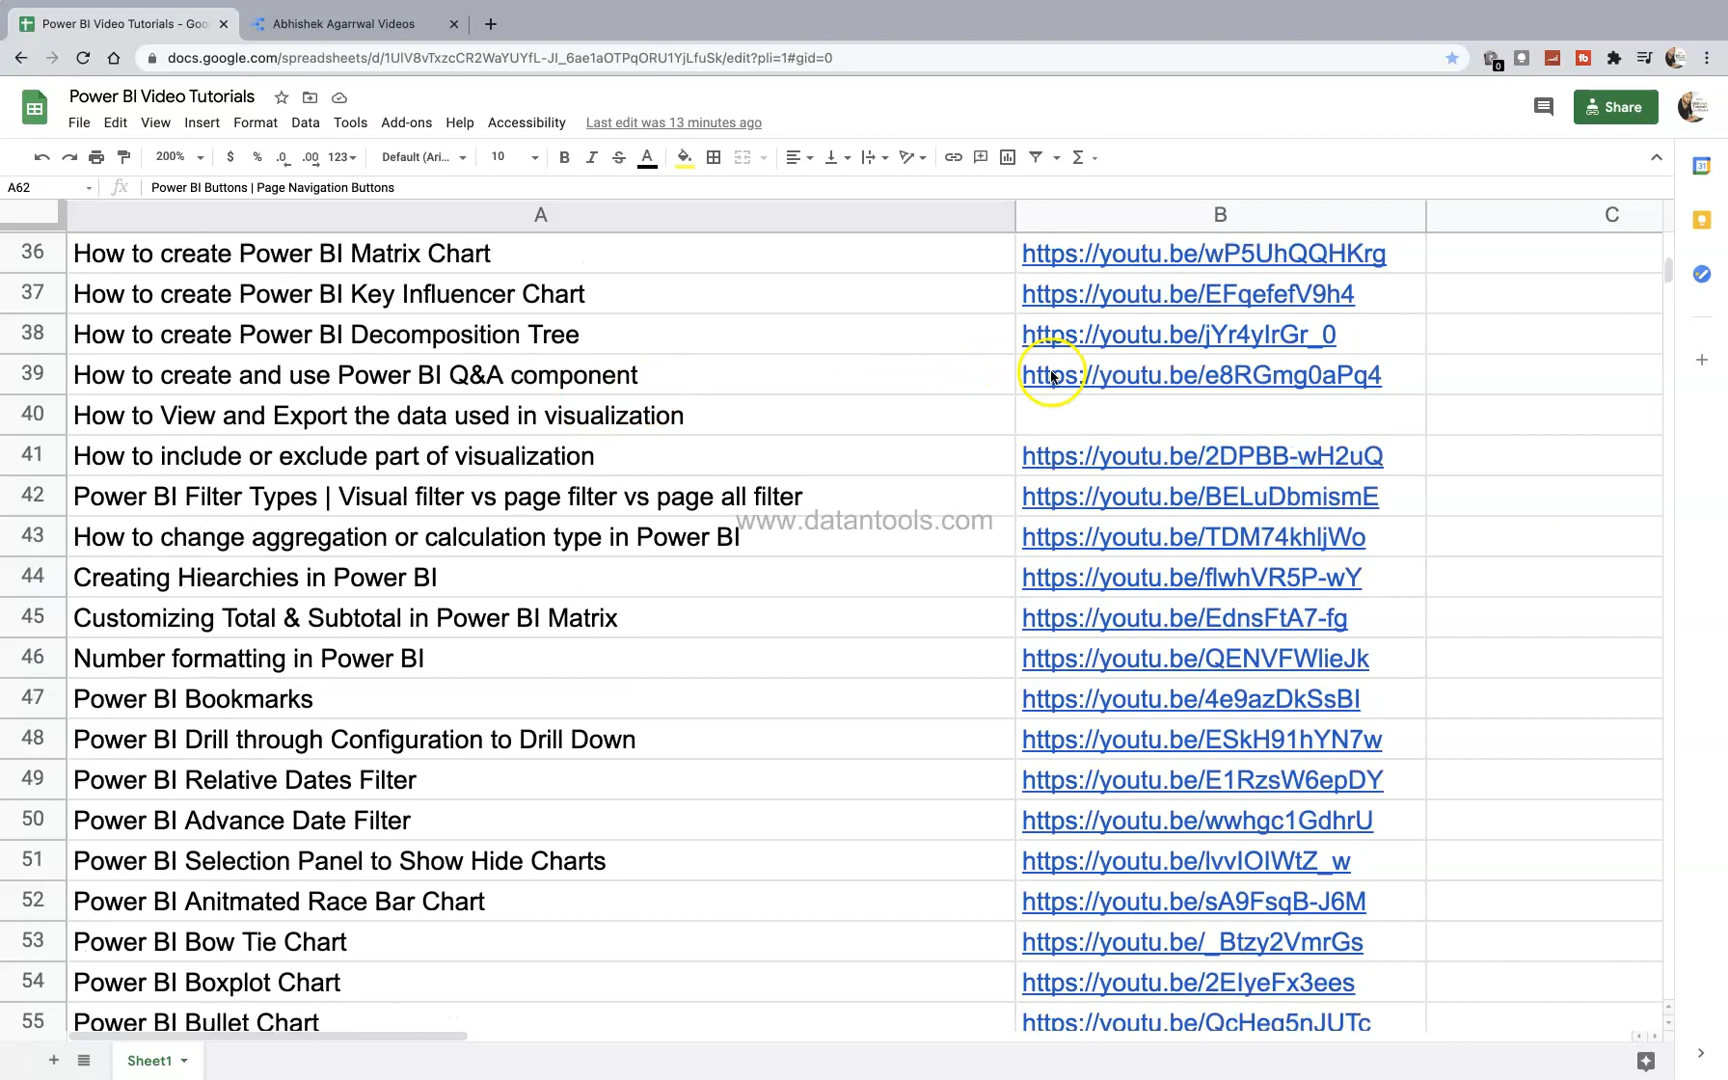 Power BI Video Tutorials - Goo
Abhishek Agarrwal Videos
docs.google.com/spreadsheets/d/1UlV8vTxzcCR2WaYUYfL-JI_6ae1aOTPqORU1YjLfuSk/edit?pli=1#gid=0
0
Power BI Video Tutorials
File Edit View Insert Format Data Tools Add-ons Help Accessibility Last edit was 13 minutes ago
Share
200% $ % .0 .00 123 Default (Ari... 10 B I S A
A62 fx Power BI Buttons | Page Navigation Buttons
A B C
36 How to create Power BI Matrix Chart https://youtu.be/wP5UhQQHKrg
37 How to create Power BI Key Influencer Chart https://youtu.be/EFqefefV9h4
38 How to create Power BI Decomposition Tree https://youtu.be/jYr4yIrGr_0
39 How to create and use Power BI Q&A component https://youtu.be/e8RGmg0aPq4
40 How to View and Export the data used in visualization
41 How to include or exclude part of visualization https://youtu.be/2DPBB-wH2uQ
42 Power BI Filter Types | Visual filter vs page filter vs page all filter https://youtu.be/BELuDbmismE
www.datantools.com
43 How to change aggregation or calculation type in Power BI https://youtu.be/TDM74khljWo
44 Creating Hiearchies in Power BI https://youtu.be/flwhVR5P-wY
45 Customizing Total & Subtotal in Power BI Matrix https://youtu.be/EdnsFtA7-fg
46 Number formatting in Power BI https://youtu.be/QENVFWlieJk
47 Power BI Bookmarks https://youtu.be/4e9azDkSsBI
48 Power BI Drill through Configuration to Drill Down https://youtu.be/ESkH91hYN7w
49 Power BI Relative Dates Filter https://youtu.be/E1RzsW6epDY
50 Power BI Advance Date Filter https://youtu.be/wwhgc1GdhrU
51 Power BI Selection Panel to Show Hide Charts https://youtu.be/lvvIOIWtZ_w
52 Power BI Anitmated Race Bar Chart https://youtu.be/sA9FsqB-J6M
53 Power BI Bow Tie Chart https://youtu.be/_Btzy2VmrGs
54 Power BI Boxplot Chart https://youtu.be/2EIyeFx3ees
55 Power BI Bullet Chart https://youtu.be/QcHeg5nJUTc
Sheet1